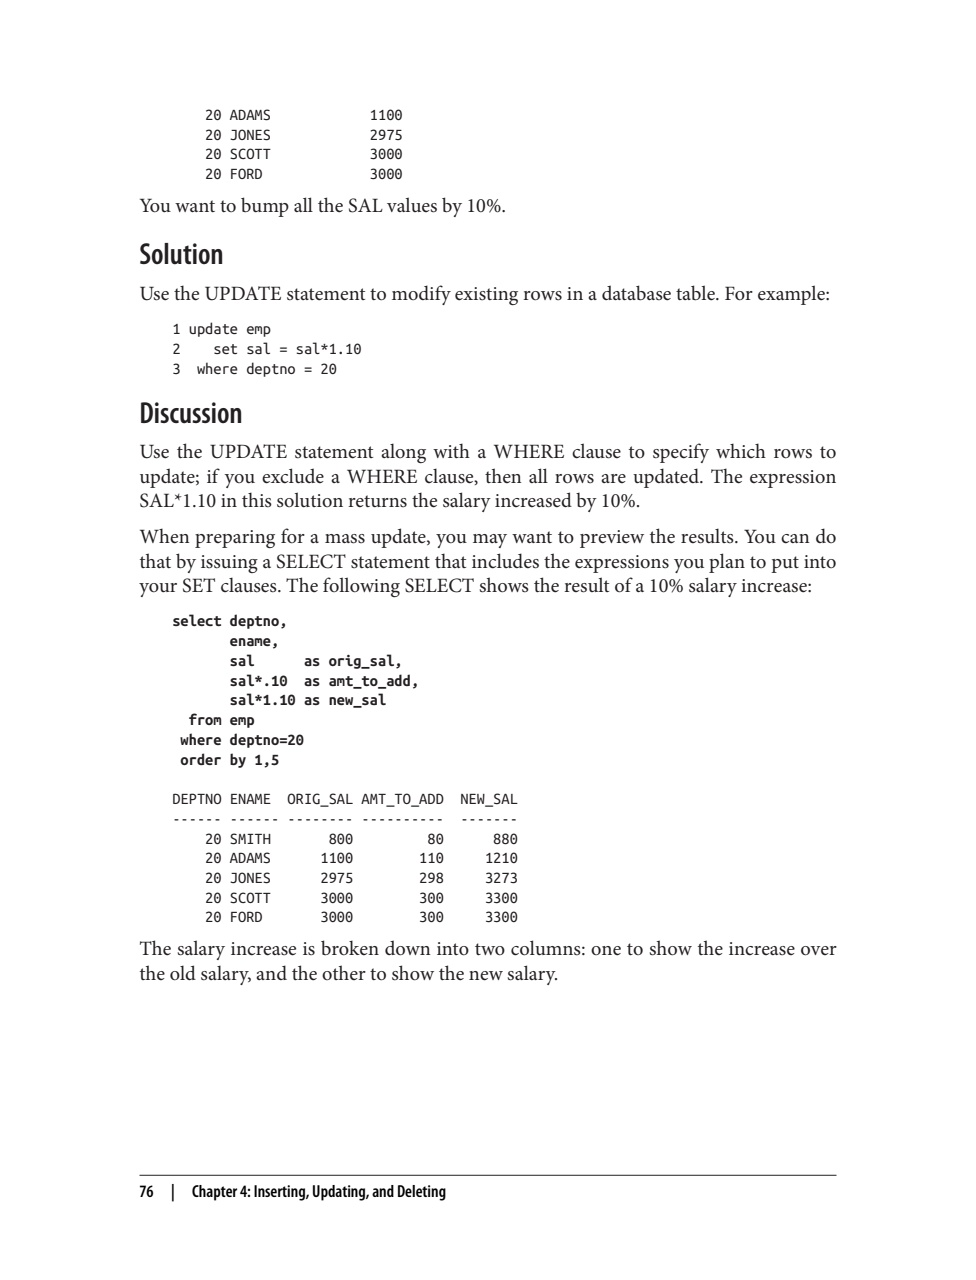 20 ADAMS            1100
20 JONES            2975
20 SCOTT            3000
20 FORD             3000
You want to bump all the SAL values by 10%.
Solution
Use the UPDATE statement to modify existing rows in a database table. For example:
1 update emp
2    set sal = sal*1.10
3  where deptno = 20
Discussion
Use the UPDATE statement along with a WHERE clause to specify which rows to
update; if you exclude a WHERE clause, then all rows are updated. The expression
SAL*1.10 in this solution returns the salary increased by 10%.
When preparing for a mass update, you may want to preview the results. You can do
that by issuing a SELECT statement that includes the expressions you plan to put into
your SET clauses. The following SELECT shows the result of a 10% salary increase:
select deptno,
       ename,
       sal      as orig_sal,
       sal*.10  as amt_to_add,
       sal*1.10 as new_sal
  from emp
 where deptno=20
 order by 1,5
DEPTNO ENAME  ORIG_SAL AMT_TO_ADD  NEW_SAL
------ ------ -------- ----------  -------
    20 SMITH       800         80      880
    20 ADAMS      1100        110     1210
    20 JONES      2975        298     3273
    20 SCOTT      3000        300     3300
    20 FORD       3000        300     3300
The salary increase is broken down into two columns: one to show the increase over
the old salary, and the other to show the new salary.
76 | Chapter 4: Inserting, Updating, and Deleting